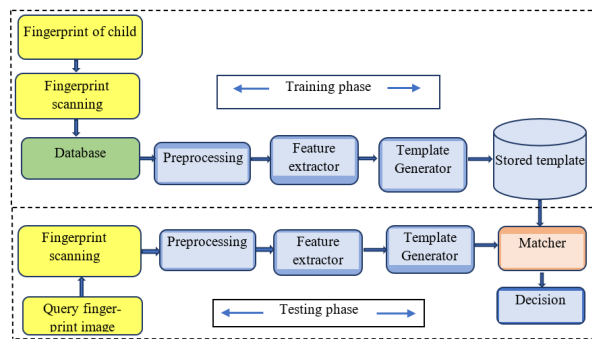 Fingerprint of child
Fingerprint
scanning
Training phase
Database
Preprocessing
Feature
extractor
Template
Generator
Stored template
Fingerprint
scanning
Preprocessing
Feature
extractor
Template
Generator
Matcher
Query finger-
print image
Testing phase
Decision